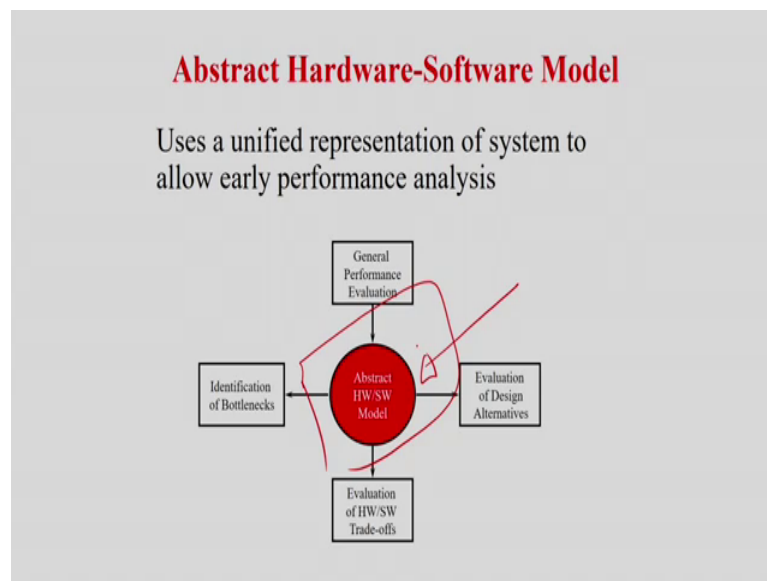 Abstract Hardware-Software Model
Uses a unified representation of system to
allow early performance analysis
General
Performance
Evaluation
Identification
of Bottlenecks
Abstract
HW/SW
Model
Evaluation
of Design
Alternatives
Evaluation
of HW/SW
Trade-offs